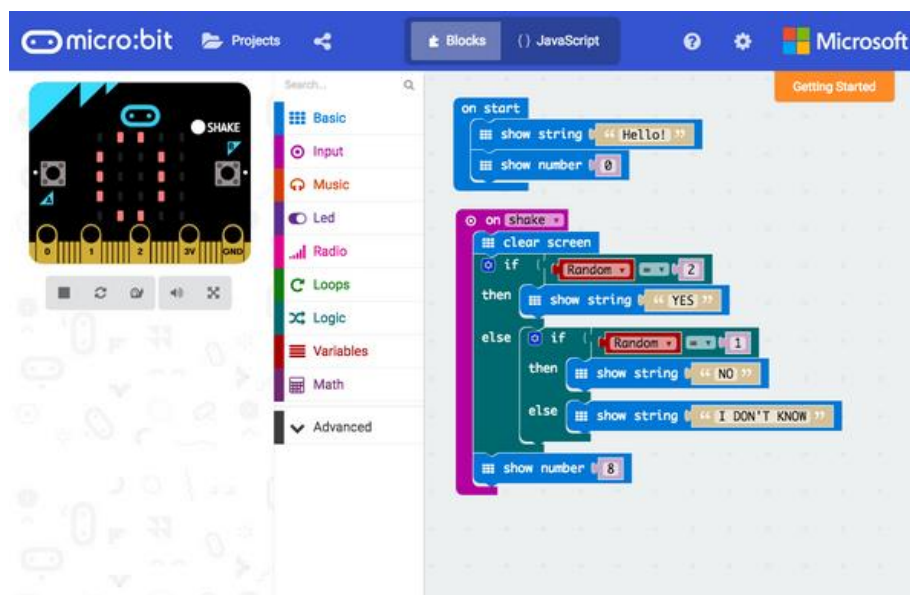 micro:bit Projects Blocks {} JavaScript ? Microsoft
Getting Started
Search...
Basic
Input
Music
Led
Radio
Loops
Logic
Variables
Math
Advanced
SHAKE
B
A
0 1 2 3V GND
on start
show string “ Hello! ”
show number 0
on shake
clear screen
if Random = 2
then show string “ YES ”
else if Random = 1
then show string “ NO ”
else show string “ I DON'T KNOW ”
show number 8